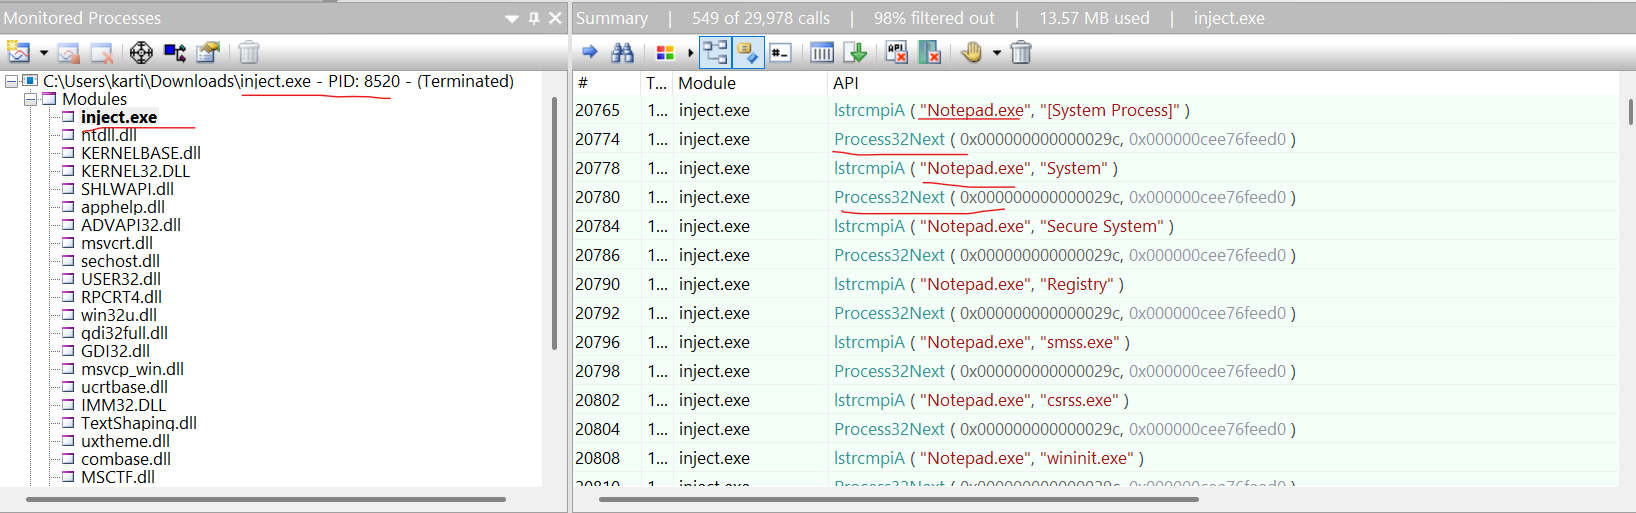 Monitored Processes
C:\Users\karti\Downloads\inject.exe - PID: 8520 - (Terminated)
Modules
inject.exe
ntdll.dll
KERNELBASE.dll
KERNEL32.DLL
SHLWAPI.dll
apphelp.dll
ADVAPI32.dll
msvcrt.dll
sechost.dll
USER32.dll
RPCRT4.dll
win32u.dll
gdi32full.dll
GDI32.dll
msvcp_win.dll
ucrtbase.dll
IMM32.DLL
TextShaping.dll
uxtheme.dll
combase.dll
MSCTF.dll
Summary | 549 of 29,978 calls | 98% filtered out | 13.57 MB used | inject.exe
# T... Module API
20765 1... inject.exe lstrcmpiA ( "Notepad.exe", "[System Process]" )
20774 1... inject.exe Process32Next ( 0x000000000000029c, 0x000000cee76feed0 )
20778 1... inject.exe lstrcmpiA ( "Notepad.exe", "System" )
20780 1... inject.exe Process32Next ( 0x000000000000029c, 0x000000cee76feed0 )
20784 1... inject.exe lstrcmpiA ( "Notepad.exe", "Secure System" )
20786 1... inject.exe Process32Next ( 0x000000000000029c, 0x000000cee76feed0 )
20790 1... inject.exe lstrcmpiA ( "Notepad.exe", "Registry" )
20792 1... inject.exe Process32Next ( 0x000000000000029c, 0x000000cee76feed0 )
20796 1... inject.exe lstrcmpiA ( "Notepad.exe", "smss.exe" )
20798 1... inject.exe Process32Next ( 0x000000000000029c, 0x000000cee76feed0 )
20802 1... inject.exe lstrcmpiA ( "Notepad.exe", "csrss.exe" )
20804 1... inject.exe Process32Next ( 0x000000000000029c, 0x000000cee76feed0 )
20808 1... inject.exe lstrcmpiA ( "Notepad.exe", "wininit.exe" )
20810 1... inject.exe Process32Next ( 0x000000000000029c, 0x000000cee76feed0 )